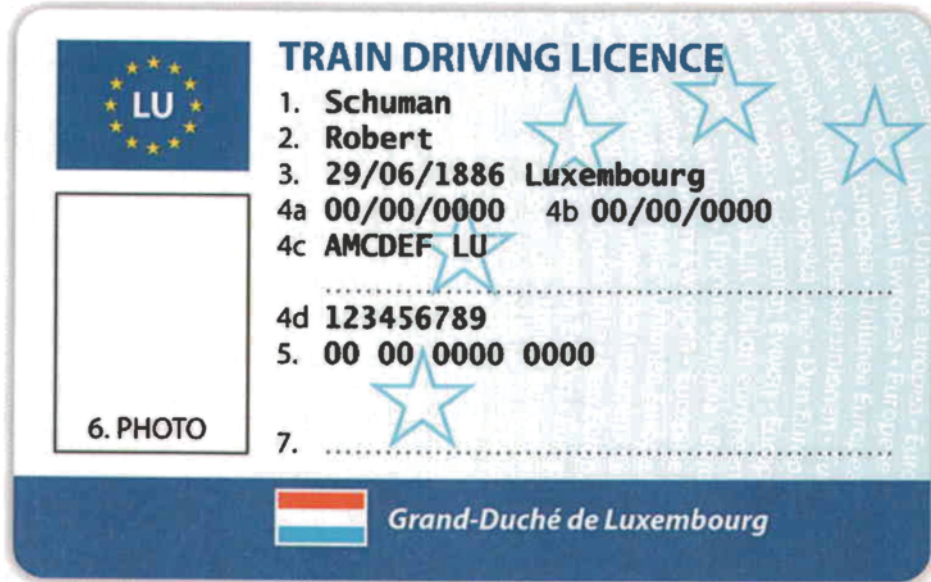 LU
TRAIN DRIVING LICENCE
1. Schuman
2. Robert
3. 29/06/1886 Luxembourg
4a 00/00/0000 4b 00/00/0000
4c AMCDEF LU
4d 123456789
5. 00 00 0000 0000
6. PHOTO
7.
Grand-Duché de Luxembourg